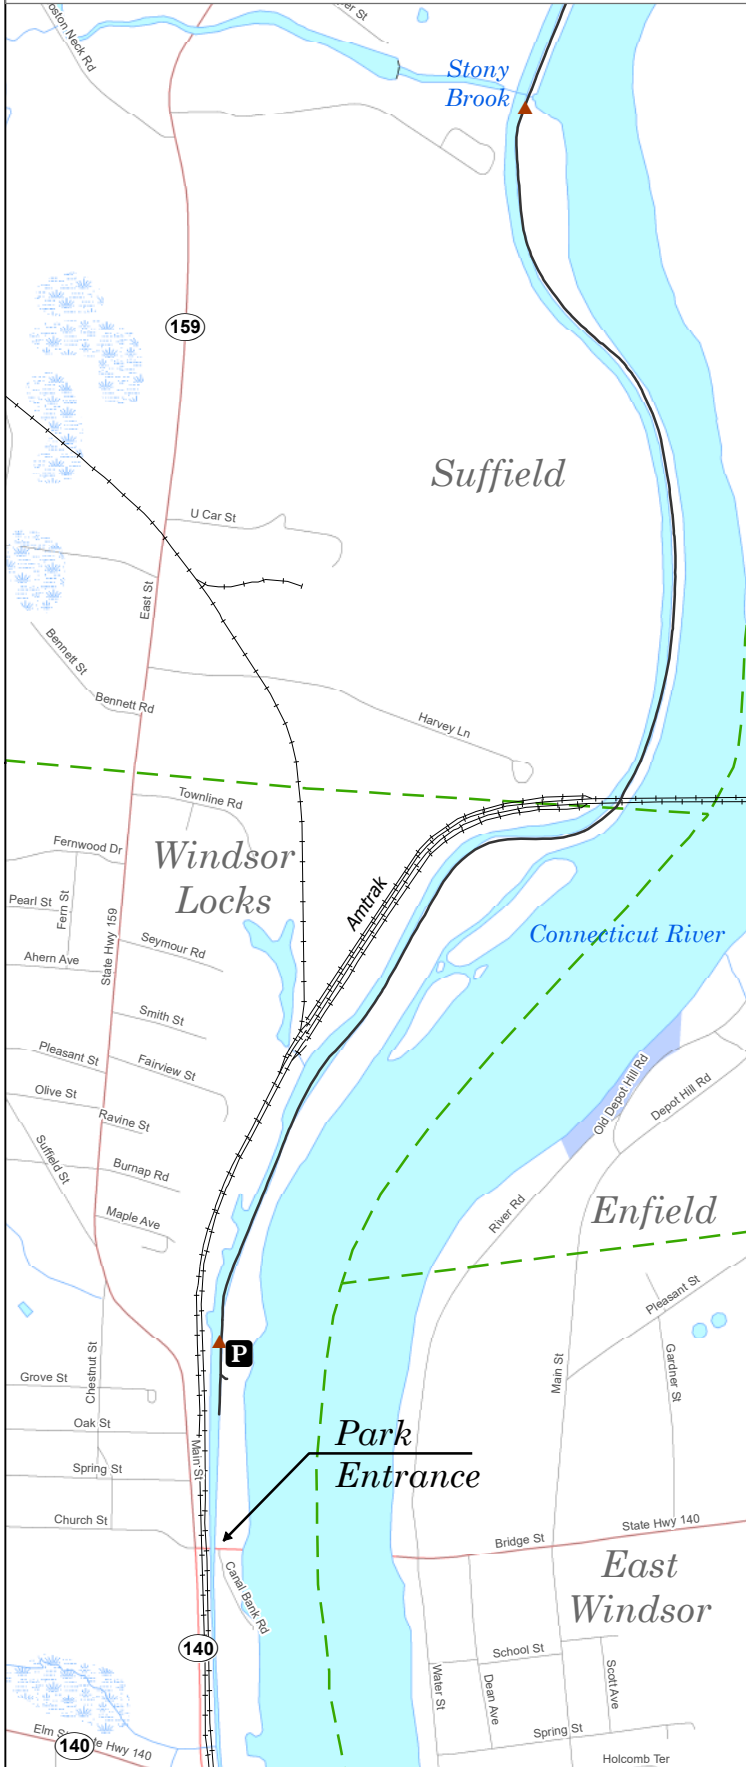 oston Neck Rd
er St
Stony
Brook
159
Suffield
U Car St
East St
Bennett St
Bennett Rd
Harvey Ln
Townline Rd
Fernwood Dr
Windsor
Locks
Amtrak
Pearl St
Fern St
State Hwy 159
Seymour Rd
Connecticut River
Ahern Ave
Smith St
Pleasant St
Fairview St
Old Depot Hill Rd
Depot Hill Rd
Olive St
Ravine St
Suffield St
Burnap Rd
Maple Ave
River Rd
Enfield
Pleasant St
P
Chestnut St
Grove St
Main St
Gardner St
Oak St
Park
Entrance
Main St
Spring St
Church St
State Hwy 140
Bridge St
Canal Bank Rd
East
Windsor
140
School St
Water St
Dean Ave
Scott Ave
Spring St
Elm S
te Hwy 140
140
Holcomb Ter